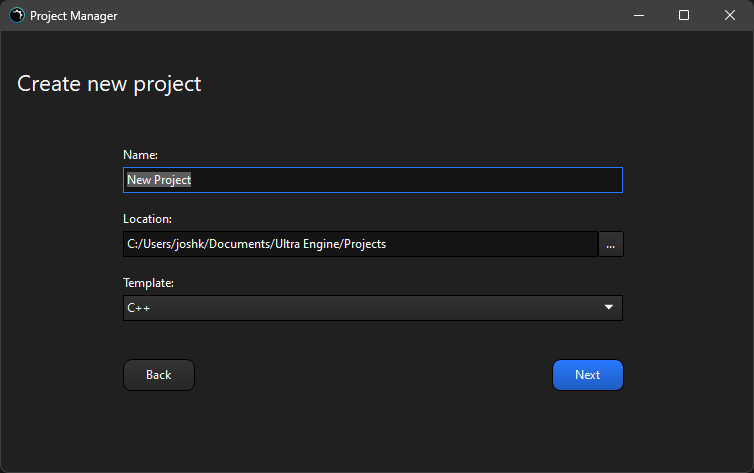 Project Manager
Create new project
Name:
New Project
Location:
C:/Users/joshk/Documents/Ultra Engine/Projects
...
Template:
C++
Back
Next